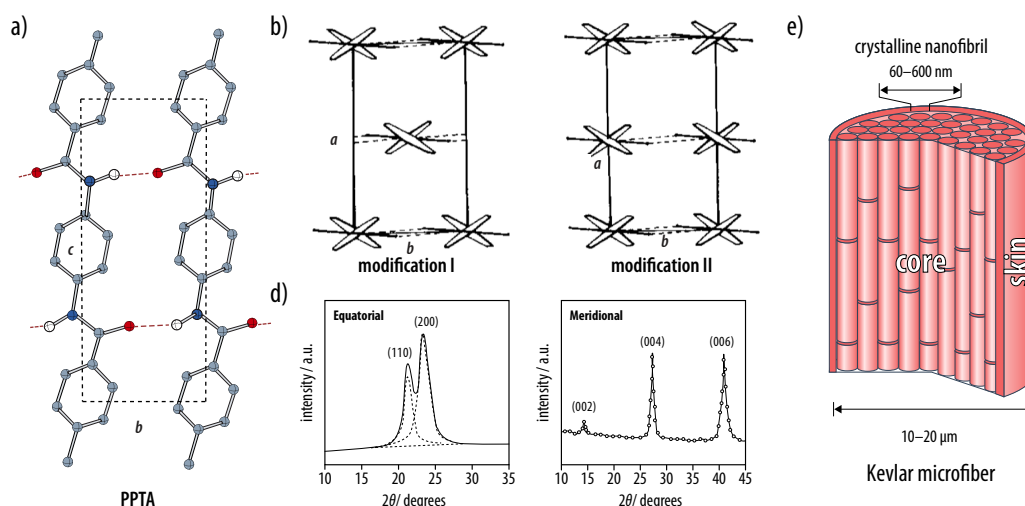 a)
c
b
PPTA
b)
a
b
modification I
a
b
modification II
d)
Equatorial
(110)
(200)
intensity / a.u.
10 15 20 25 30 35
2θ/ degrees
Meridional
(002)
(004)
(006)
intensity / a.u.
10 15 20 25 30 35 40 45
2θ/ degrees
e)
crystalline nanofibril
60–600 nm
core
skin
10–20 μm
Kevlar microfiber